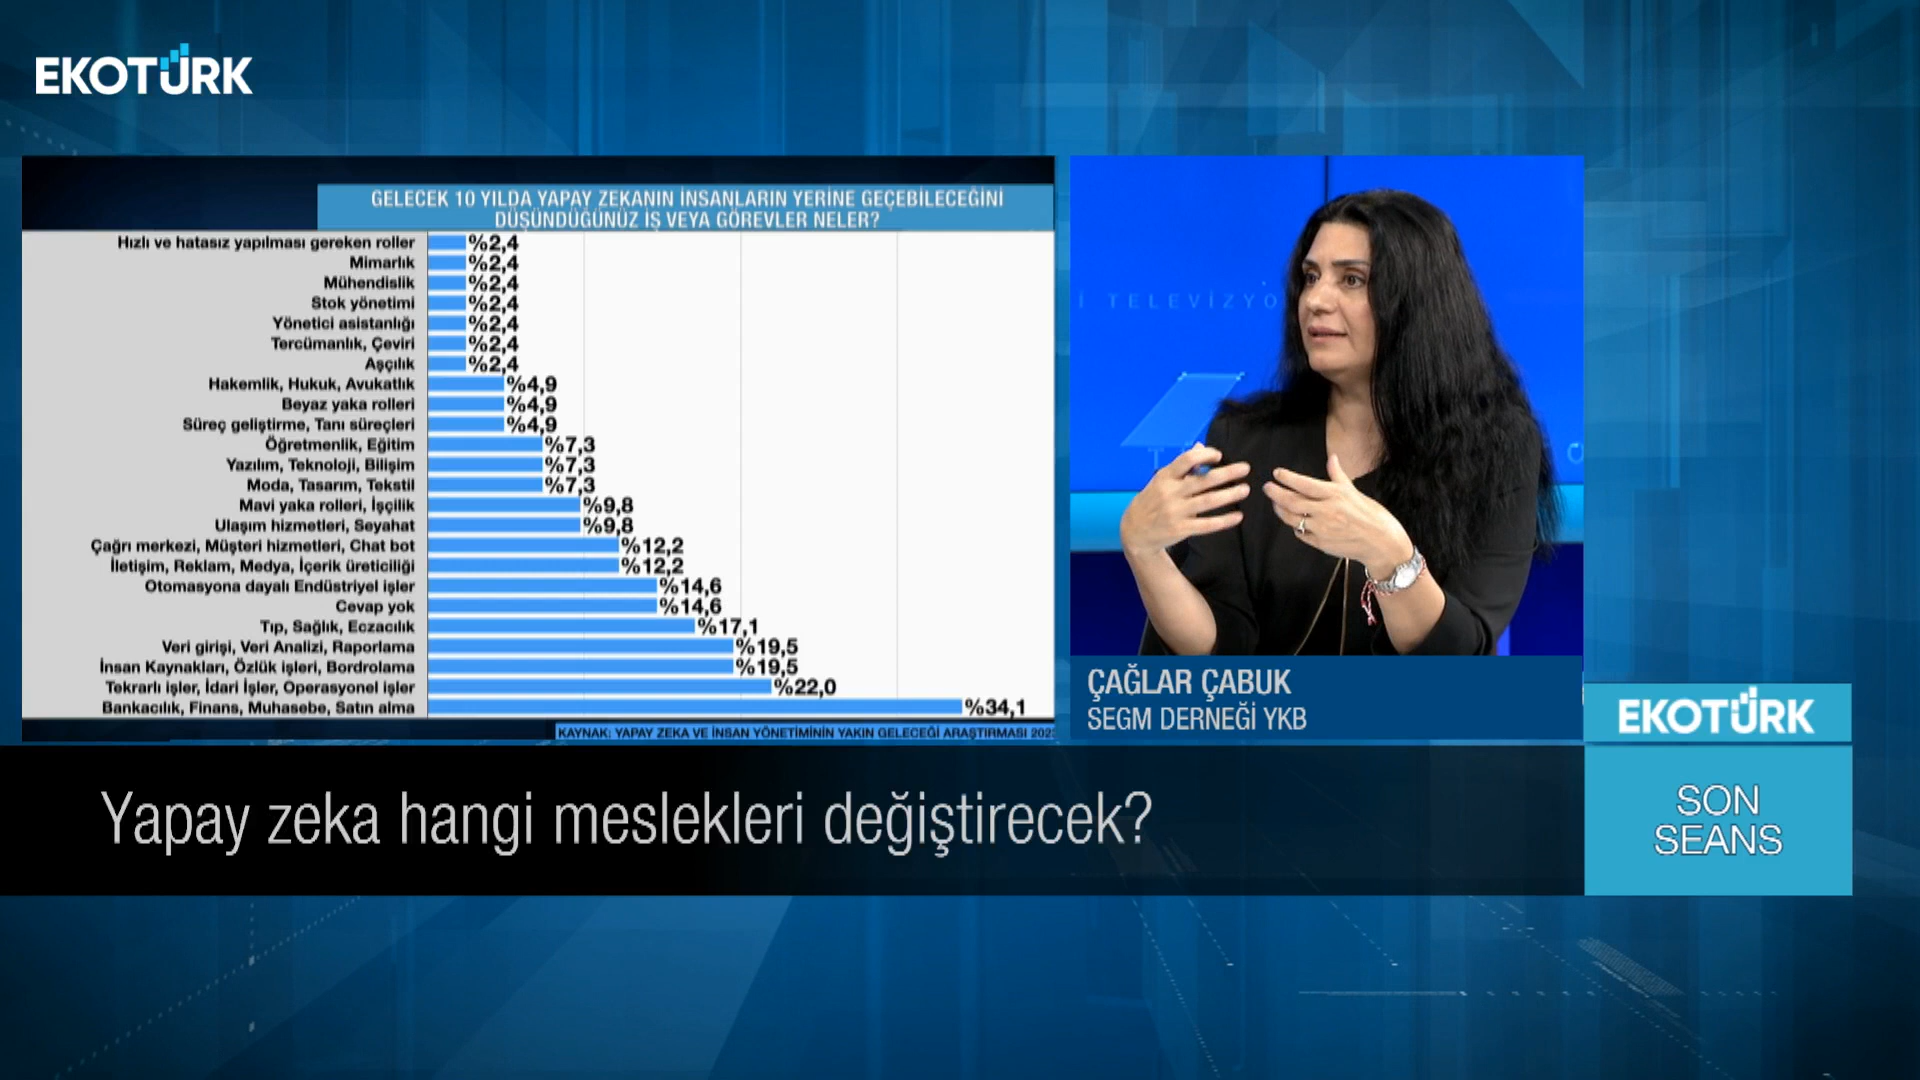 EKOTÜRK
GELECEK 10 YILDA YAPAY ZEKANIN İNSANLARIN YERİNE GEÇEBİLECEĞİNİ
DÜŞÜNDÜĞÜNÜZ İŞ VEYA GÖREVLER NELER?
Hızlı ve hatasız yapılması gereken roller %2,4
Mimarlık %2,4
Mühendislik %2,4
Stok yönetimi %2,4
Yönetici asistanlığı %2,4
Tercümanlık, Çeviri %2,4
Aşçılık %2,4
Hakemlik, Hukuk, Avukatlık %4,9
Beyaz yaka rolleri %4,9
Süreç geliştirme, Tanı süreçleri %4,9
Öğretmenlik, Eğitim %7,3
Yazılım, Teknoloji, Bilişim %7,3
Moda, Tasarım, Tekstil %7,3
Mavi yaka rolleri, İşçilik %9,8
Ulaşım hizmetleri, Seyahat %9,8
Çağrı merkezi, Müşteri hizmetleri, Chat bot %12,2
İletişim, Reklam, Medya, İçerik üreticiliği %12,2
Otomasyona dayalı Endüstriyel işler %14,6
Cevap yok %14,6
Tıp, Sağlık, Eczacılık %17,1
Veri girişi, Veri Analizi, Raporlama %19,5
İnsan Kaynakları, Özlük işleri, Bordrolama %19,5
Tekrarlı işler, İdari İşler, Operasyonel işler %22,0
Bankacılık, Finans, Muhasebe, Satın alma %34,1
KAYNAK: YAPAY ZEKA VE İNSAN YÖNETİMİNİN YAKIN GELECEĞİ ARAŞTIRMASI
İ TELEVİZYO
ÇAĞLAR ÇABUK
SEGM DERNEĞİ YKB
EKOTÜRK
SON
SEANS
Yapay zeka hangi meslekleri değiştirecek?